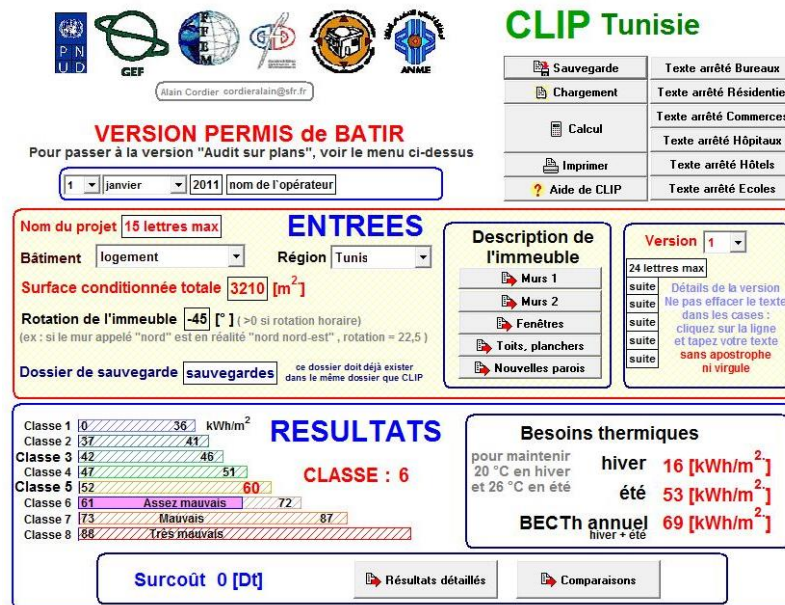 CLIP Tunisie
P N
U D
GEF
F F
E M
ANME
Alain Cordier cordieralain@sfr.fr
VERSION PERMIS de BATIR
Pour passer à la version "Audit sur plans", voir le menu ci-dessus
1 janvier 2011 nom de l'opérateur
Sauvegarde
Chargement
Calcul
Imprimer
? Aide de CLIP
Texte arrêté Bureaux
Texte arrêté Résidentie
Texte arrêté Commerces
Texte arrêté Hôpitaux
Texte arrêté Hôtels
Texte arrêté Ecoles
ENTREES
Nom du projet 15 lettres max
Bâtiment logement Région Tunis
Surface conditionnée totale 3210 [m²]
Rotation de l'immeuble -45 [° ] ( >0 si rotation horaire)
(ex : si le mur appelé "nord" est en réalité "nord nord-est" , rotation = 22,5 )
Dossier de sauvegarde sauvegardes
ce dossier doit déjà exister
dans le même dossier que CLIP
Description de
l'immeuble
Murs 1
Murs 2
Fenêtres
Toits, planchers
Nouvelles parois
Version 1
24 lettres max
suite
suite
suite
suite
suite
Détails de la version
Ne pas effacer le texte
dans les cases :
cliquez sur la ligne
et tapez votre texte
sans apostrophe
ni virgule
RESULTATS
Classe 1 0 36 kWh/m²
Classe 2 37 41
Classe 3 42 46
Classe 4 47 51
Classe 5 52 60
Classe 6 61 Assez mauvais 72
Classe 7 73 Mauvais 87
Classe 8 88 Très mauvais
CLASSE : 6
Besoins thermiques
pour maintenir
20 °C en hiver
et 26 °C en été
hiver 16 [kWh/m².]
été 53 [kWh/m².]
BECTh annuel 69 [kWh/m².]
hiver + été
Surcoût 0 [Dt]
Résultats détaillés
Comparaisons